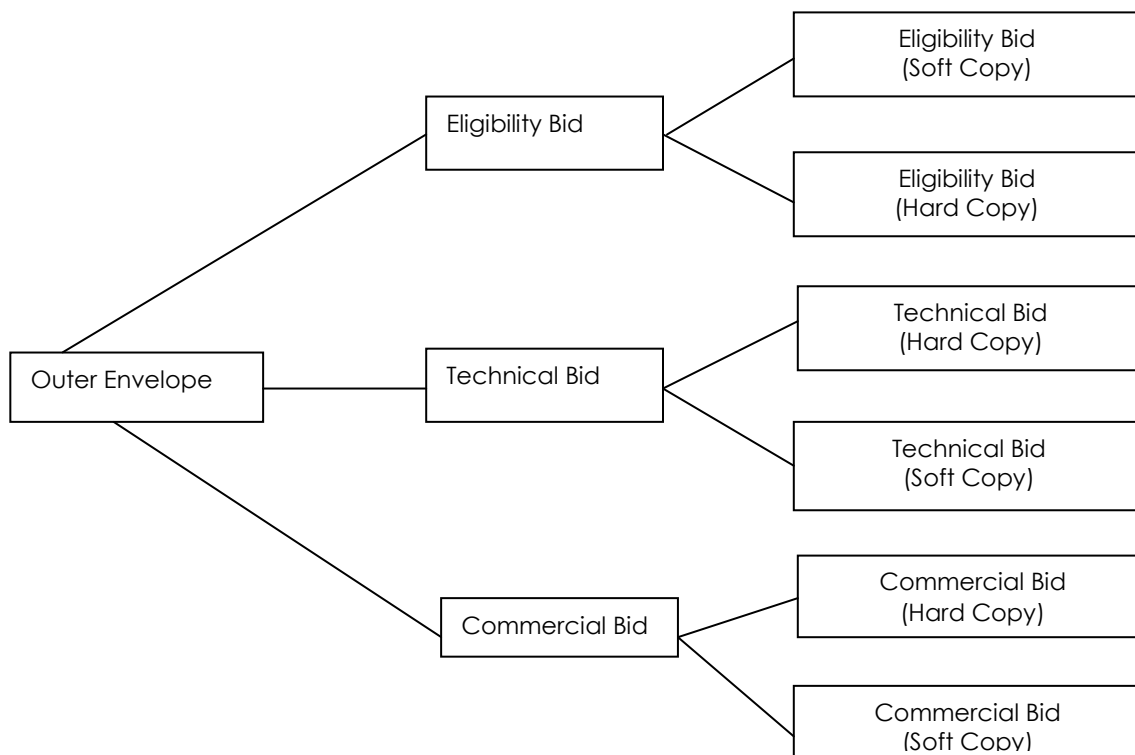 Eligibility Bid
(Soft Copy)
Eligibility Bid
Eligibility Bid
(Hard Copy)
Technical Bid
(Hard Copy)
Outer Envelope
Technical Bid
Technical Bid
(Soft Copy)
Commercial Bid
(Hard Copy)
Commercial Bid
Commercial Bid
(Soft Copy)